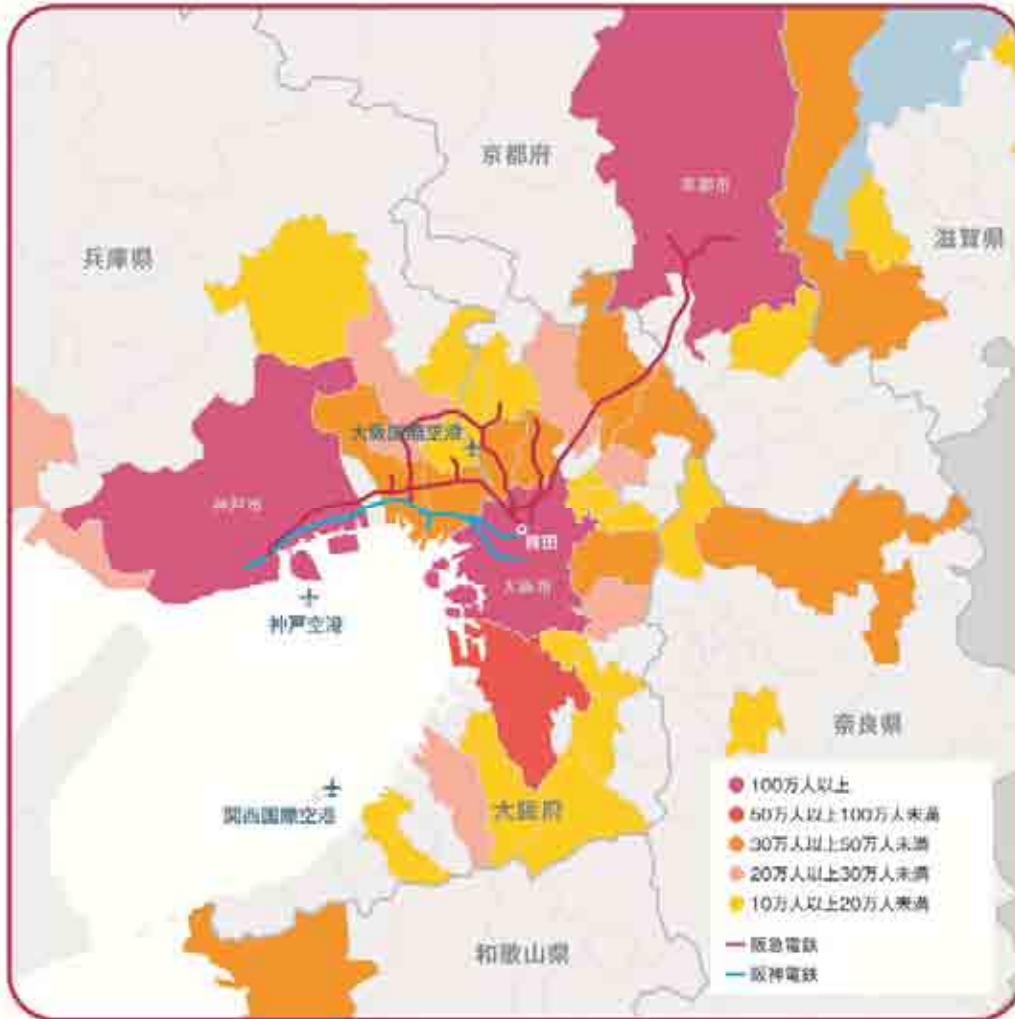 京都府
京都市
滋賀県
兵庫県
大阪国際空港
神戸市
梅田
大阪市
神戸空港
奈良県
関西国際空港
大阪府
和歌山県
100万人以上
50万人以上100万人未満
30万人以上50万人未満
20万人以上30万人未満
10万人以上20万人未満
阪急電鉄
阪神電鉄